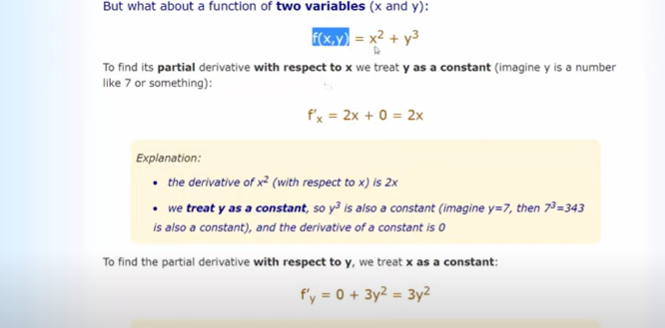 But what about a function of two variables (x and y):
f(x,y) = x² + y³
To find its partial derivative with respect to x we treat y as a constant (imagine y is a number
like 7 or something):
f'ₓ = 2x + 0 = 2x
Explanation:
• the derivative of x² (with respect to x) is 2x
• we treat y as a constant, so y³ is also a constant (imagine y=7, then 7³=343
is also a constant), and the derivative of a constant is 0
To find the partial derivative with respect to y, we treat x as a constant:
f'y = 0 + 3y² = 3y²